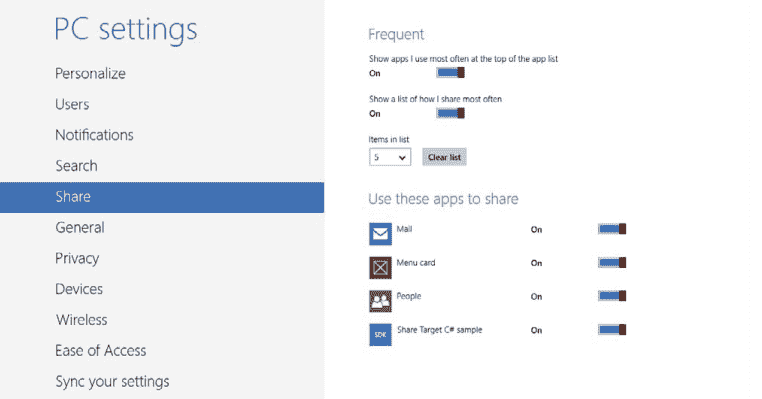 PC settings
Personalize
Users
Notifications
Search
Share
General
Privacy
Devices
Wireless
Ease of Access
Sync your settings
Frequent
Show apps I use most often at the top of the app list
On
Show a list of how I share most often
On
Items in list
5 Clear list
Use these apps to share
Mail On
Menu card On
People On
SDK Share Target C# sample On